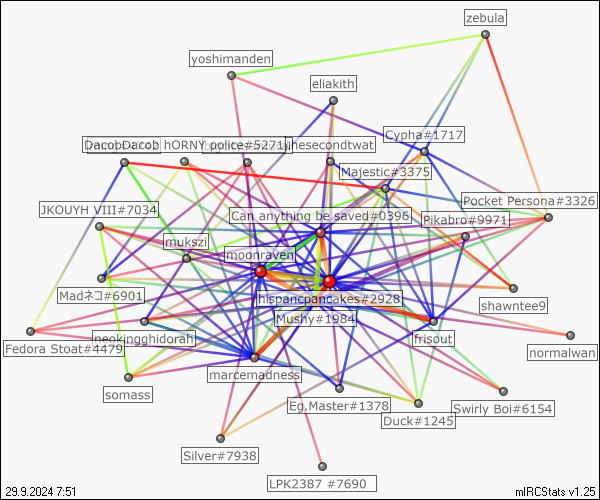 zebula
yoshimanden
eliakith
Cypha#1717
DacobDacob
hORNY police#5271
Majestic#3375
Pocket Persona#3326
JKOUYH VIII#7034
Can anything be saved#0396
Pikabro#9971
mukszi
moonraven
Madネコ#6901
hispancpancakes#2928
shawntee9
Mushy#1984
neokingghidorah
frisout
Fedora Stoat#4479
normalwan
marcemadness
somass
Eg.Master#1378
Swirly Boi#6154
Duck#1245
Silver#7938
LPK2387 #7690
29.9.2024 7:51
mIRCStats v1.25